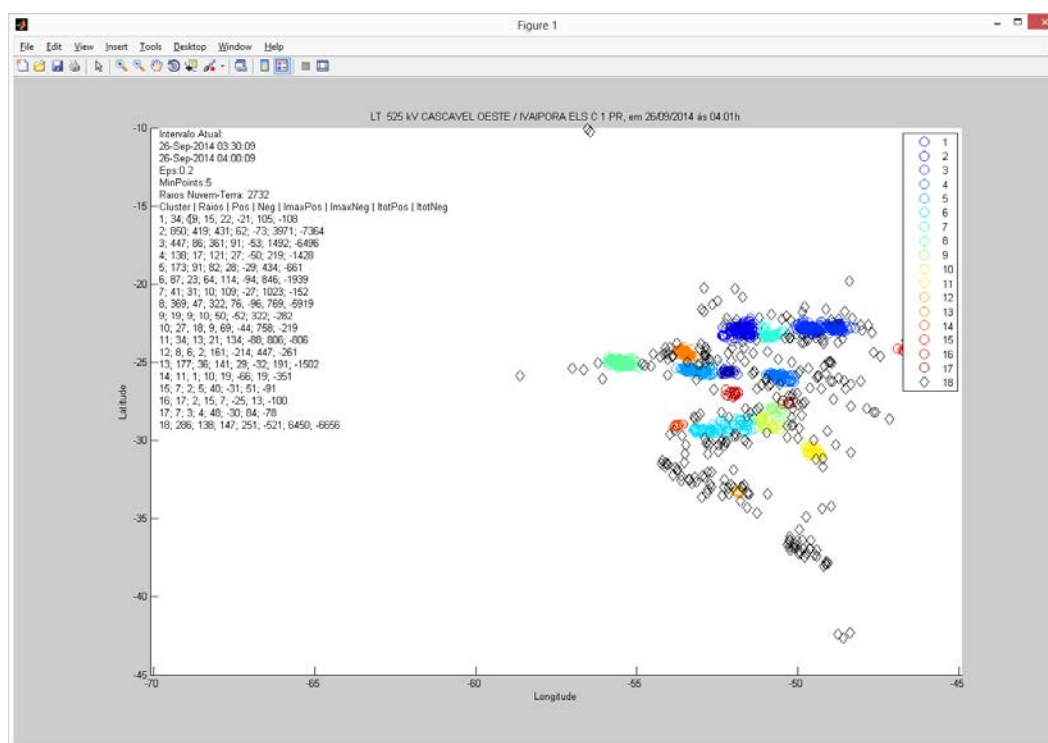 Figure 1
File Edit View Insert Tools Desktop Window Help
LT 525 kV CASCAVEL OESTE / IVAIPORA ELS C 1 PR, em 26/09/2014 ás 04:01h
Intervalo Atual:
26-Sep-2014 03:30:09
26-Sep-2014 04:00:09
Eps:0.2
MinPoints:5
Raios Nuvem-Terra: 2732
Cluster | Raios | Pos | Neg | ImaxPos | ImaxNeg | ItotPos | ItotNeg
1; 34; 19; 15; 22; -21; 105; -108
2; 850; 419; 431; 62; -73; 3971; -7364
3; 447; 86; 361; 91; -53; 1492; -6496
4; 138; 17; 121; 27; -50; 219; -1428
5; 173; 91; 82; 28; -29; 434; -661
6; 87; 23; 64; 114; -94; 846; -1939
7; 41; 31; 10; 109; -27; 1023; -152
8; 369; 47; 322; 76; -96; 769; -5919
9; 19; 9; 10; 50; -52; 322; -282
10; 27; 18; 9; 69; -44; 758; -219
11; 34; 13; 21; 134; -88; 806; -806
12; 8; 6; 2; 161; -214; 447; -261
13; 177; 36; 141; 29; -32; 191; -1502
14; 11; 1; 10; 19; -66; 19; -351
15; 7; 2; 5; 40; -31; 51; -91
16; 17; 2; 15; 7; -25; 13; -100
17; 7; 3; 4; 48; -30; 84; -78
18; 286; 138; 147; 251; -521; 6450; -6656
1
2
3
4
5
6
7
8
9
10
11
12
14
15
16
17
18
-10
-15
-20
-25
-30
-35
-40
-45
Latitude
-70
-65
-60
-55
-50
-45
Longitude